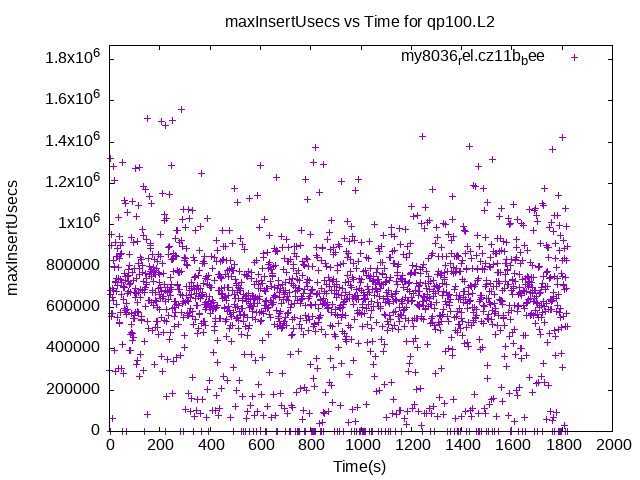 maxInsertUsecs vs Time for qp100.L2
my8036rel.cz11bbee
1.8x10^6
1.6x10^6
1.4x10^6
1.2x10^6
1x10^6
800000
600000
400000
200000
0
maxInsertUsecs
0 200 400 600 800 1000 1200 1400 1600 1800 2000
Time(s)